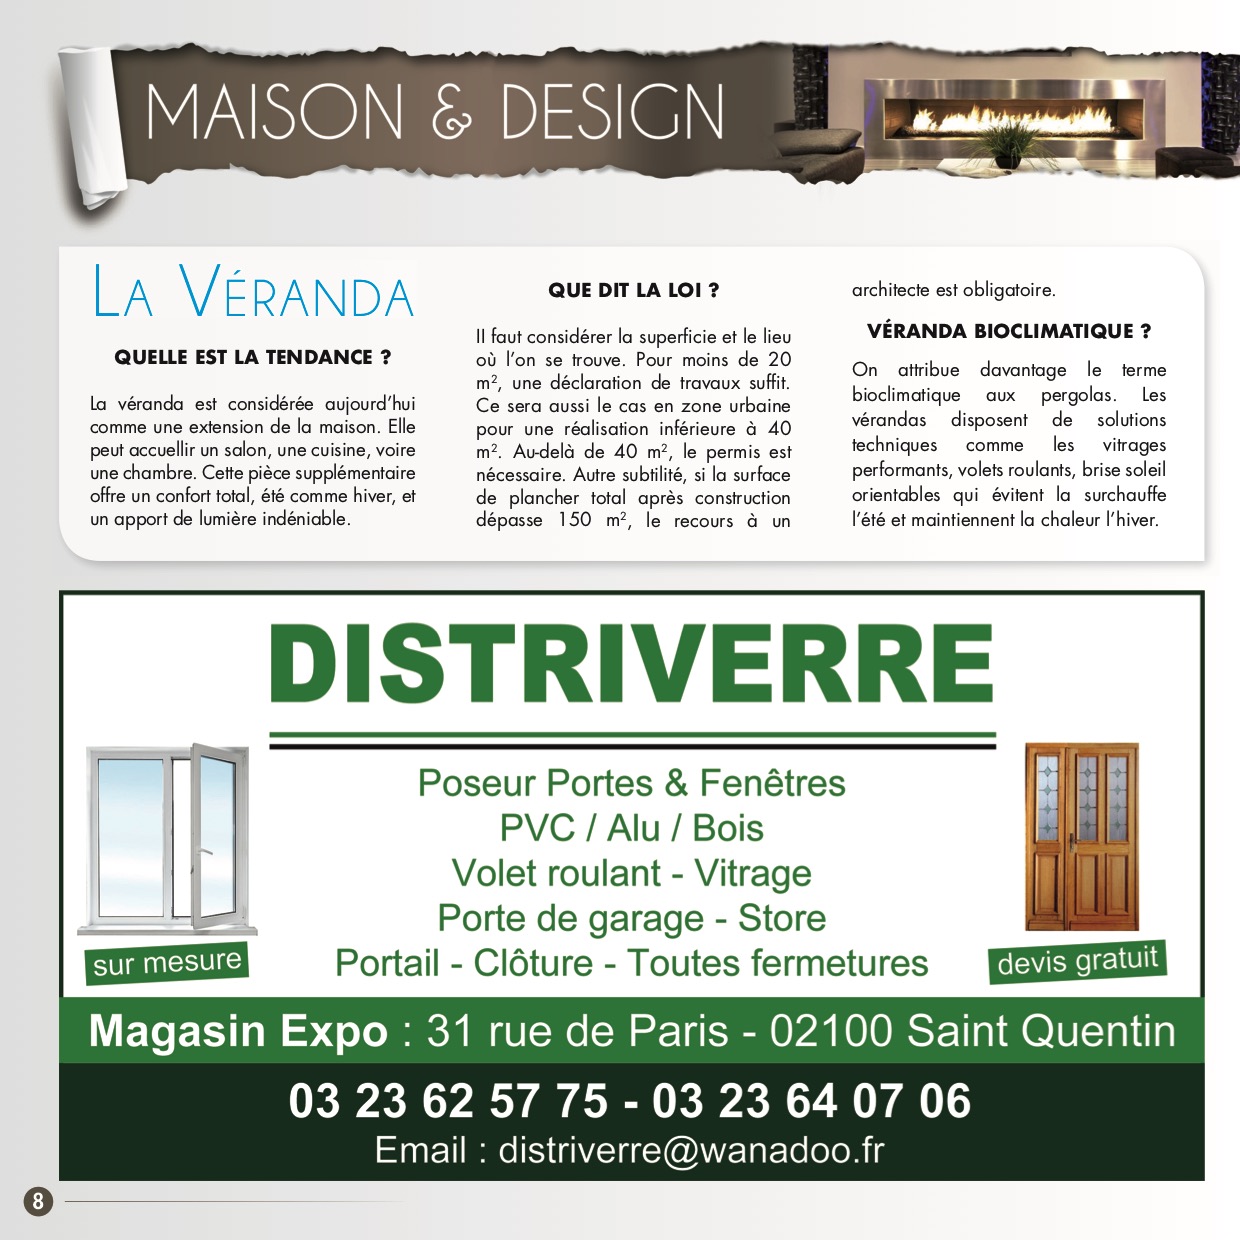 MAISON & DESIGN
LA VÉRANDA
QUELLE EST LA TENDANCE ?
La véranda est considérée aujourd'hui
comme une extension de la maison. Elle
peut accuellir un salon, une cuisine, voire
une chambre. Cette pièce supplémentaire
offre un confort total, été comme hiver, et
un apport de lumière indéniable.
QUE DIT LA LOI ?
Il faut considérer la superficie et le lieu
où l'on se trouve. Pour moins de 20
m², une déclaration de travaux suffit.
Ce sera aussi le cas en zone urbaine
pour une réalisation inférieure à 40
m². Au-delà de 40 m², le permis est
nécessaire. Autre subtilité, si la surface
de plancher total après construction
dépasse 150 m², le recours à un
architecte est obligatoire.
VÉRANDA BIOCLIMATIQUE ?
On attribue davantage le terme
bioclimatique aux pergolas. Les
vérandas disposent de solutions
techniques comme les vitrages
performants, volets roulants, brise soleil
orientables qui évitent la surchauffe
l'été et maintiennent la chaleur l'hiver.
DISTRIVERRE
Poseur Portes & Fenêtres
PVC / Alu / Bois
Volet roulant - Vitrage
Porte de garage - Store
Portail - Clôture - Toutes fermetures
sur mesure
devis gratuit
Magasin Expo : 31 rue de Paris - 02100 Saint Quentin
03 23 62 57 75 - 03 23 64 07 06
Email : distriverre@wanadoo.fr
8